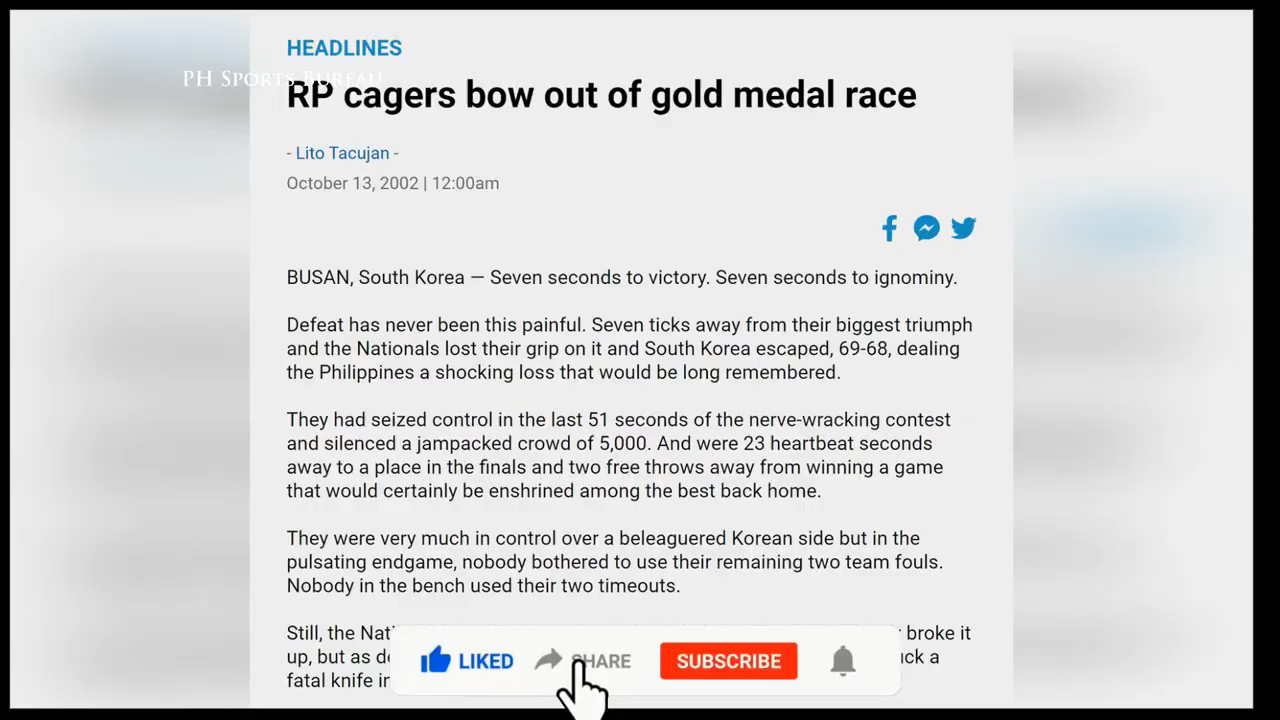 HEADLINES
PH Sports Bureau
RP cagers bow out of gold medal race
- Lito Tacujan -
October 13, 2002 | 12:00am
BUSAN, South Korea — Seven seconds to victory. Seven seconds to ignominy.
Defeat has never been this painful. Seven ticks away from their biggest triumph
and the Nationals lost their grip on it and South Korea escaped, 69-68, dealing
the Philippines a shocking loss that would be long remembered.
They had seized control in the last 51 seconds of the nerve-wracking contest
and silenced a jampacked crowd of 5,000. And were 23 heartbeat seconds
away to a place in the finals and two free throws away from winning a game
that would certainly be enshrined among the best back home.
They were very much in control over a beleaguered Korean side but in the
pulsating endgame, nobody bothered to use their remaining two team fouls.
Nobody in the bench used their two timeouts.
Still, the broke it
up, but as a
fatal knife
LIKED SHARE SUBSCRIBE